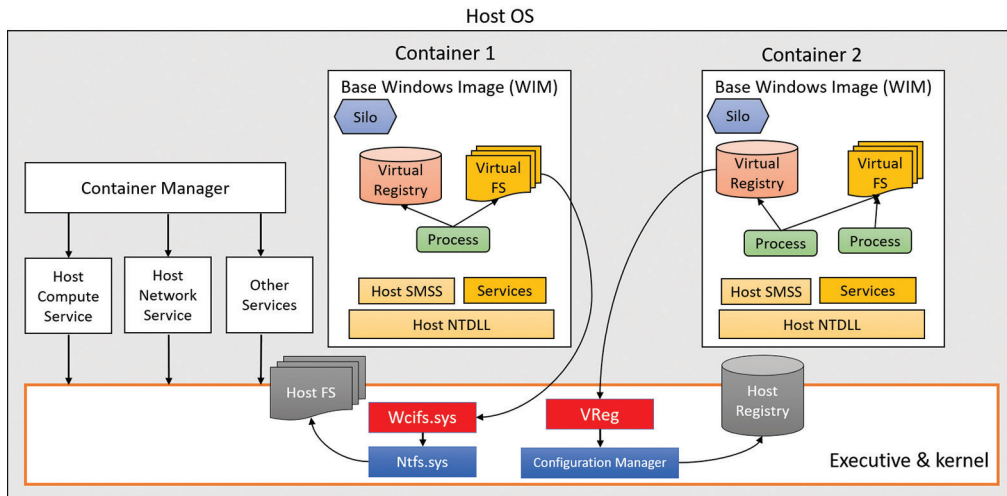 Host OS
Container 1
Container 2
Base Windows Image (WIM)
Silo
Virtual
Registry
Virtual
FS
Process
Host SMSS
Services
Host NTDLL
Base Windows Image (WIM)
Silo
Virtual
Registry
Virtual
FS
Process
Process
Host SMSS
Services
Host NTDLL
Container Manager
Host
Compute
Service
Host
Network
Service
Other
Services
Host FS
Wcifs.sys
Ntfs.sys
VReg
Configuration Manager
Host
Registry
Executive & kernel